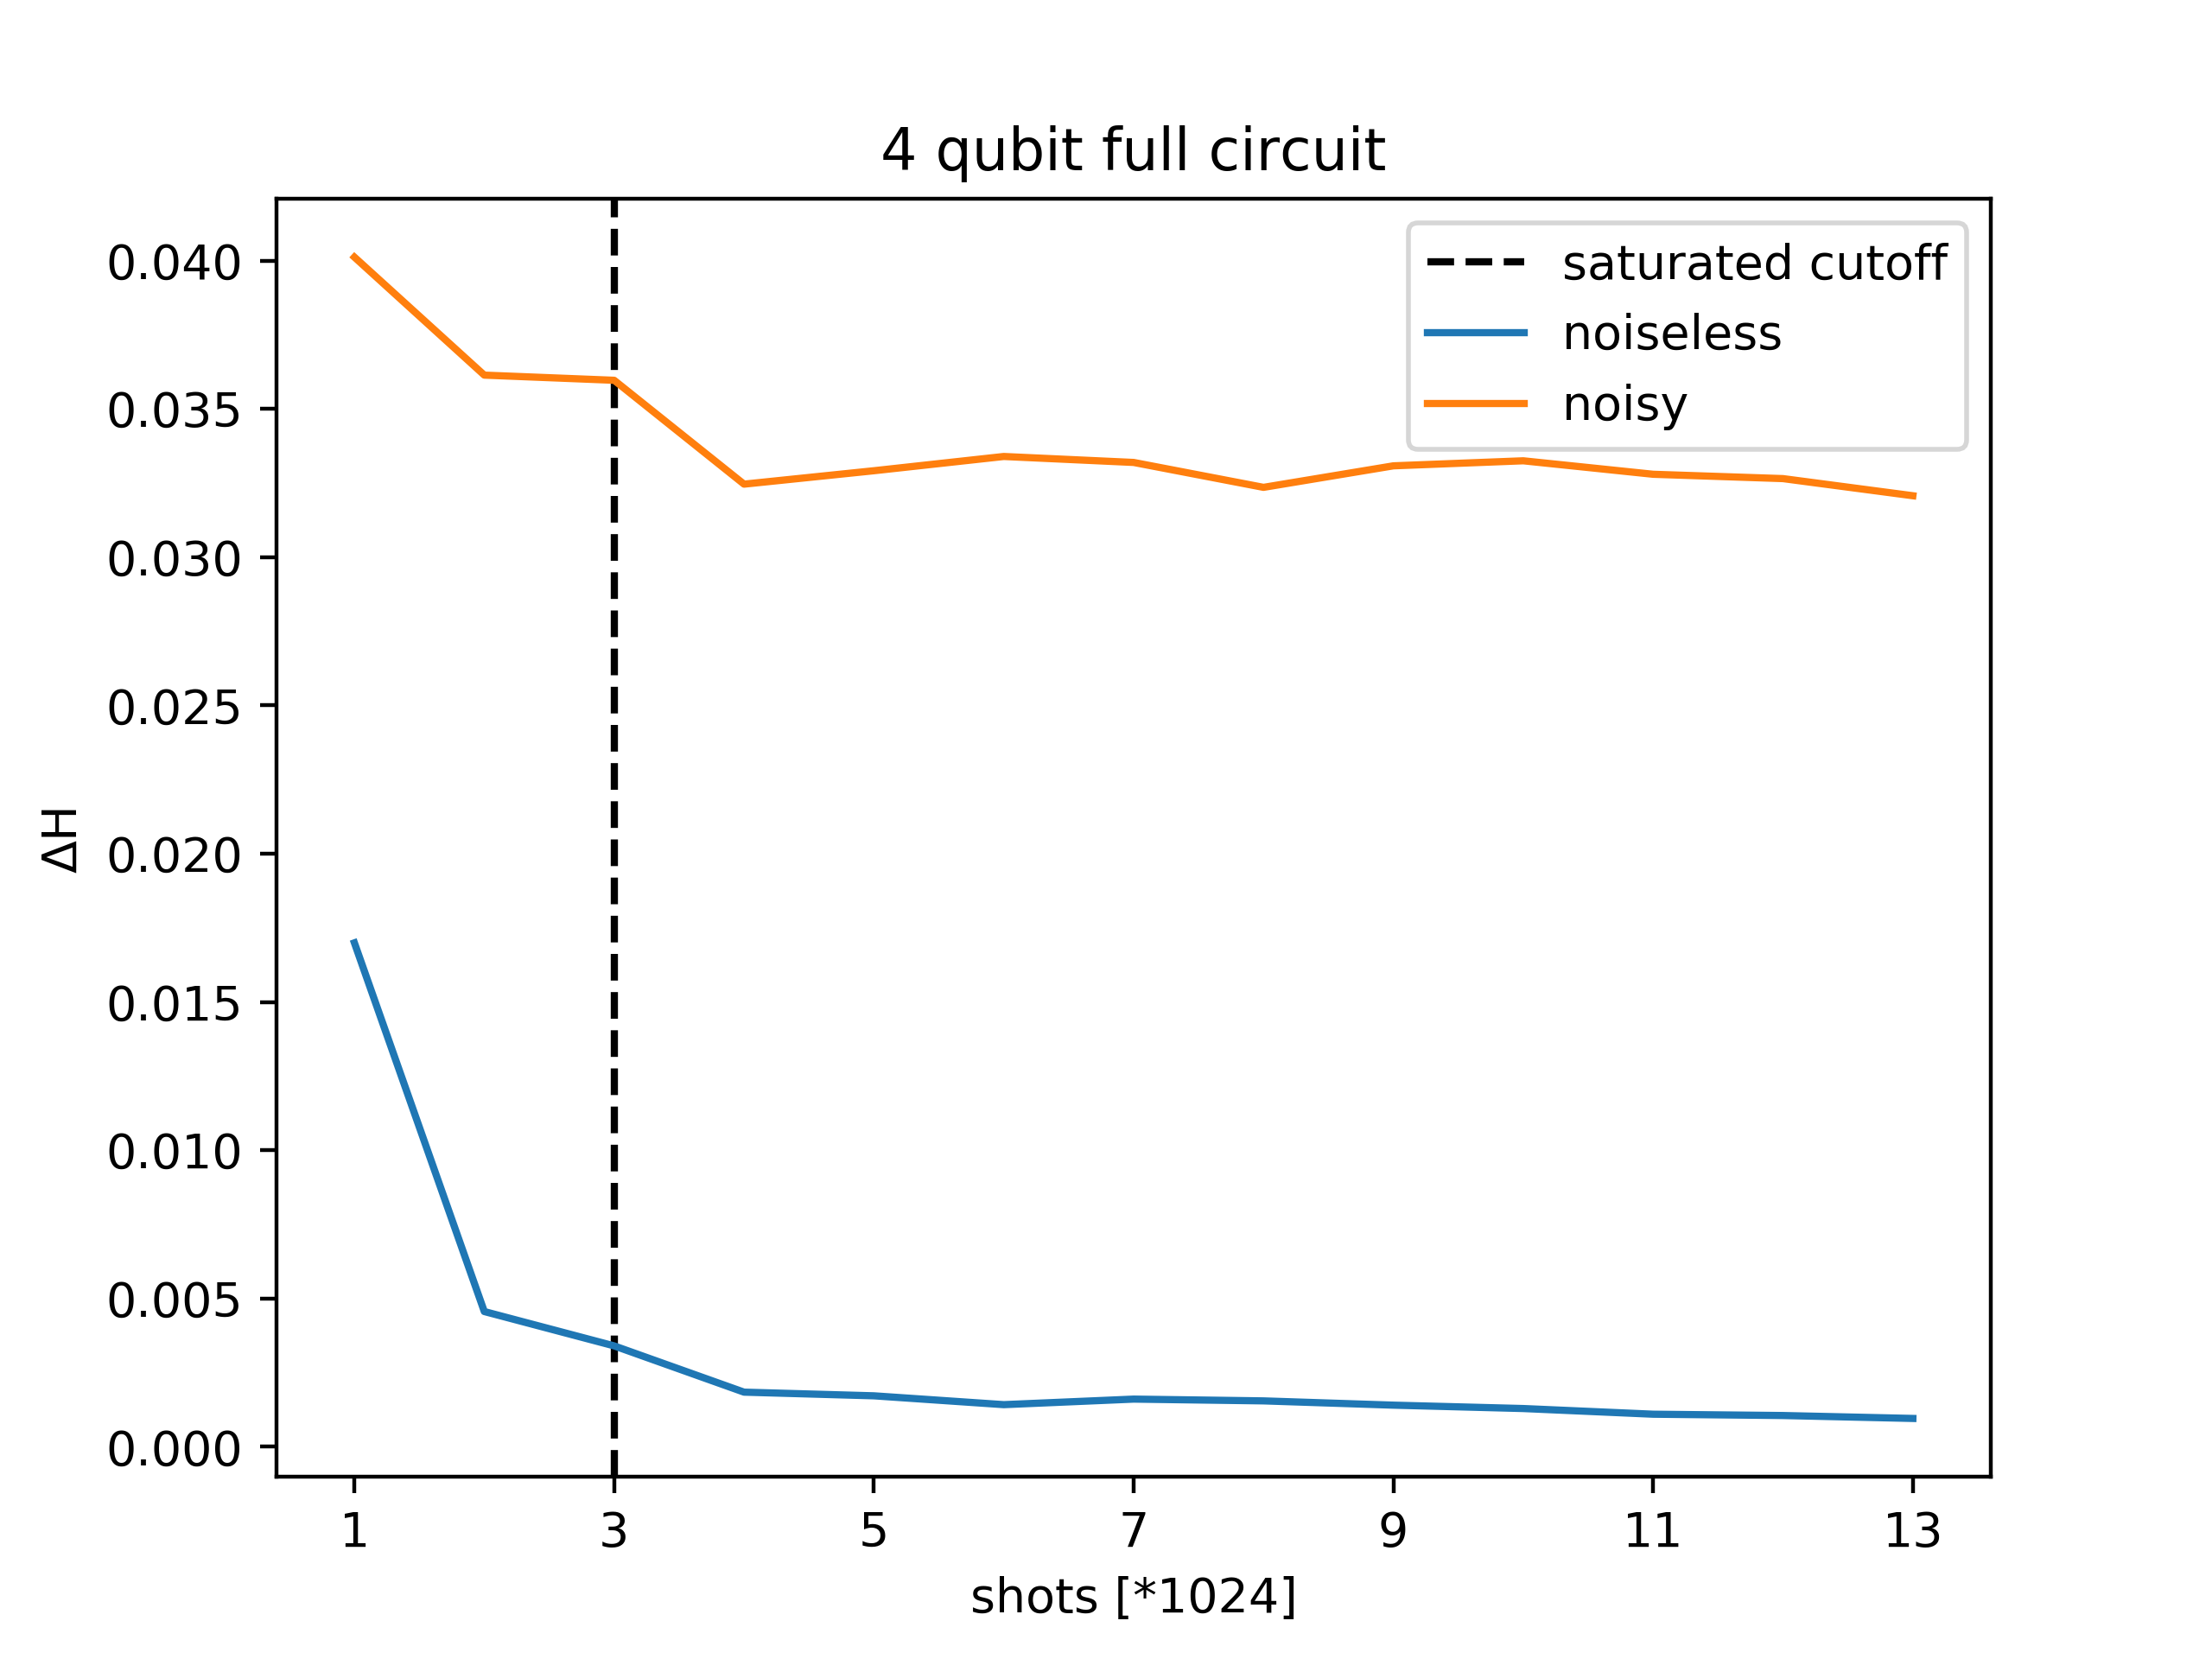 4 qubit full circuit
saturated cutoff
noiseless
noisy
0.040
0.035
0.030
0.025
0.020
0.015
0.010
0.005
0.000
ΔH
1 3 5 7 9 11 13
shots [*1024]